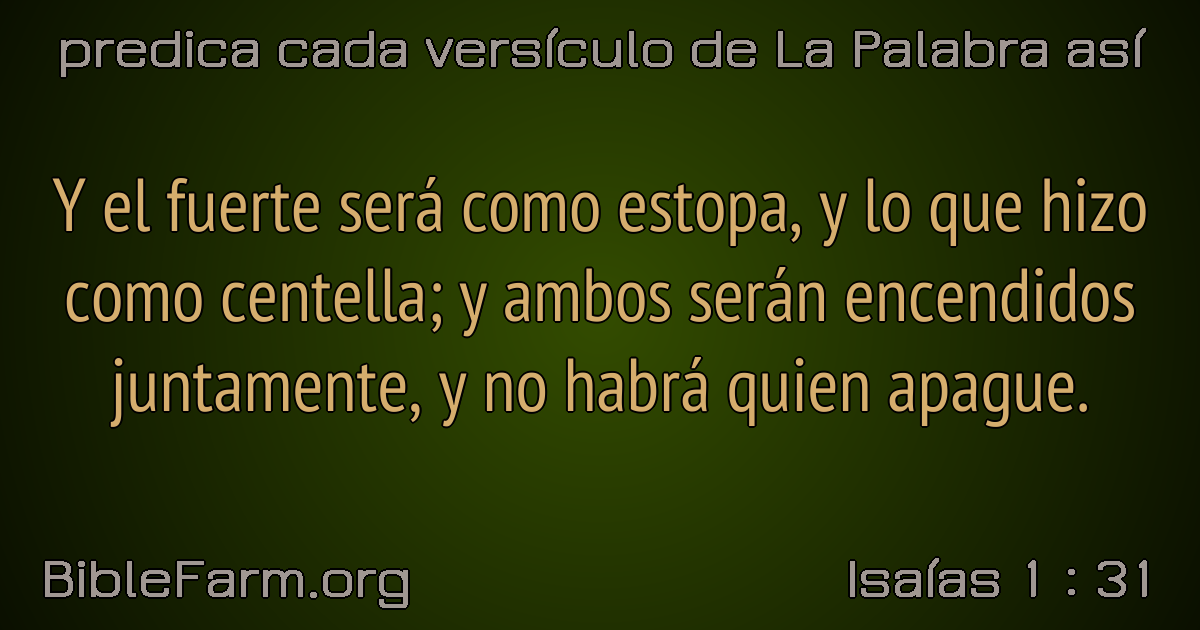 predica cada versículo de La Palabra así
Y el fuerte será como estopa, y lo que hizo
como centella; y ambos serán encendidos
juntamente, y no habrá quien apague.
BibleFarm.org
Isaías 1 : 31